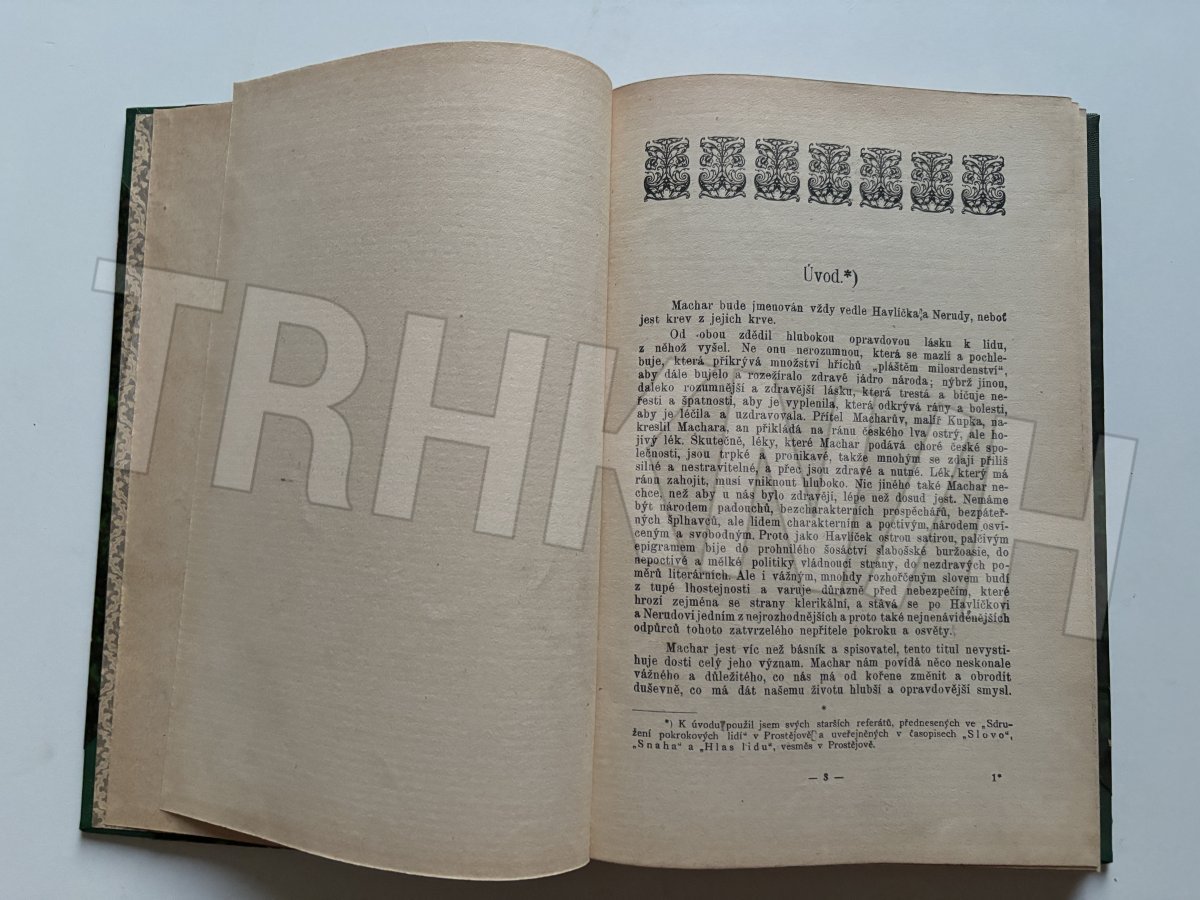 Úvod.*)
Machar bude jmenován vždy vedle Havlíčka a Nerudy, neboť
jest krev z jejich krve.
Od obou zdědil hlubokou opravdovou lásku k lidu,
z něhož vyšel. Ne onu nerozumnou, která se mazlí a pochle-
buje, která přikrývá množství hříchů „pláštěm milosrdenství“,
aby dále bujelo a rozežíralo zdravé jádro národa; nýbrž jinou,
daleko rozumnější a zdravější lásku, která trestá a bičuje ne-
řesti a špatnosti, aby je vyplenila, která odkrývá rány a bolesti,
aby je léčila a uzdravovala. Přítel Macharův, malíř Kupka, na-
kreslil Machara, an přikládá na ránu českého lva ostrý, ale ho-
jivý lék. Skutečně, léky, které Machar podává choré české spo-
lečnosti, jsou trpké a pronikavé, takže mnohým se zdají příliš
silné a nestravitelné, a přec jsou zdravé a nutné. Lék, který má
ránu zahojit, musí vniknout hluboko. Nic jiného také Machar ne-
chce, než aby u nás bylo zdravěji, lépe než dosud jest. Nemáme
být národem padouchů, bezcharakterních prospěchářů, bezpáteř-
ných šplhavců, ale lidem charakterním a poctivým, národem osví-
ceným a svobodným. Proto jako Havlíček ostrou satirou, palčivým
epigramem bije do prohnilého šosáctví slabošské buržoasie, do
nepoctivé a mělké politiky vládnoucí strany, do nezdravých po-
měrů literárních. Ale i vážným, mnohdy rozhořčeným slovem budí
z tupé lhostejnosti a varuje důrazně před nebezpečím, které
hrozí zejména se strany klerikální, a stává se po Havlíčkovi
a Nerudovi jedním z nejrozhodnějších a proto také nejnenáviděnějších
odpůrců tohoto zatvrzelého nepřítele pokroku a osvěty.
Machar jest víc než básník a spisovatel, tento titul nevysti-
huje dosti celý jeho význam. Machar nám povídá něco neskonale
vážného a důležitého, co nás má od kořene změnit a obrodit
duševně, co má dát našemu životu hlubší a opravdovější smysl.
*) K úvodu použil jsem svých starších referátů, přednesených ve „Sdru-
žení pokrokových lidí“ v Prostějově a uveřejněných v časopisech „Slovo“,
„Snaha“ a „Hlas lidu“, vesměs v Prostějově.
— 3 — 1*